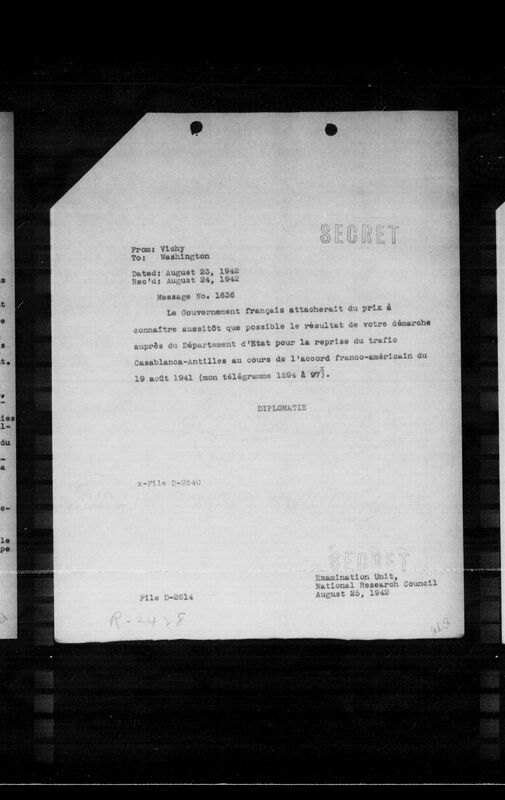 SECRET
From: Vichy
To: Washington
Dated: August 23, 1942
Rec'd: August 24, 1942
Message No. 1636
Le Gouvernement français attacherait du prix à
connaître aussitôt que possible le résultat de votre démarche
auprès du Département d'Etat pour la reprise du trafic
Casablanca-Antilles au cours de l'accord franco-américain du
19 août 1941 (mon télégramme 1594 à 97).
DIPLOMATIE
x-File D-2540
SECRET
Examination Unit,
National Research Council
August 25, 1942
File D-2614
R-2428